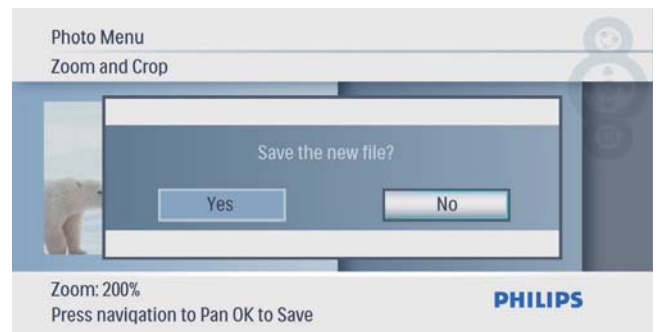 Photo Menu
Zoom and Crop
Save the new file?
Yes No
Zoom: 200%
Press navigation to Pan OK to Save
PHILIPS